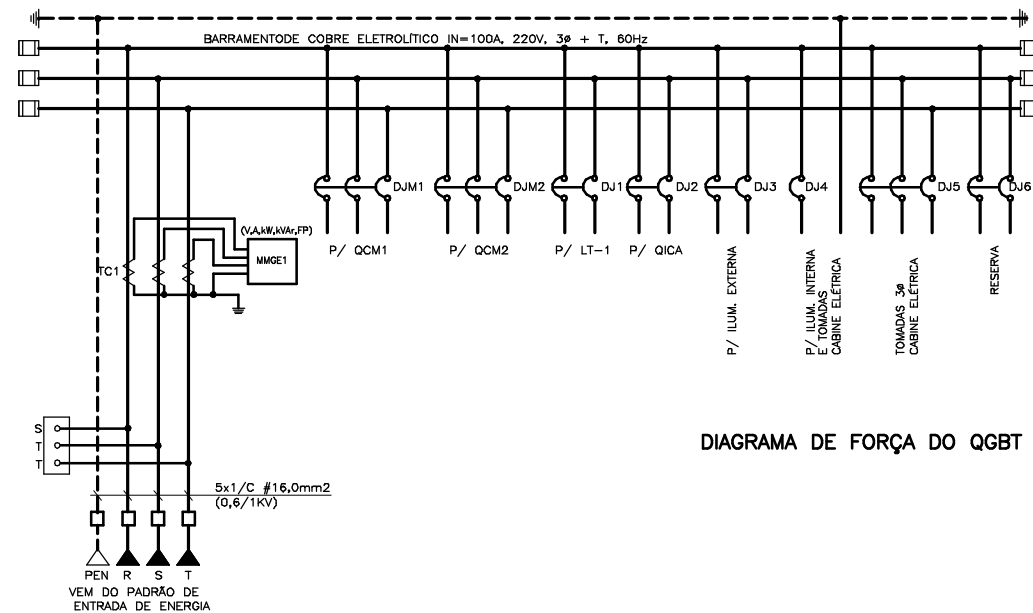 BARRAMENTODE COBRE ELETROLÍTICO IN=100A, 220V, 3ø + T, 60Hz
DJM1
DJM2
DJ1
DJ2
DJ3
DJ4
DJ5
DJ6
P/ QCM1
P/ QCM2
P/ LT-1
P/ QICA
P/ ILUM. EXTERNA
P/ ILUM. INTERNA
E TOMADAS
CABINE ELÉTRICA
TOMADAS 3ø
CABINE ELÉTRICA
RESERVA
(V,A,kW,kVAr,FP)
MMGE1
TC1
S
T
T
DIAGRAMA DE FORÇA DO QGBT
5x1/C #16,0mm2
(0,6/1KV)
PEN R S T
VEM DO PADRÃO DE
ENTRADA DE ENERGIA